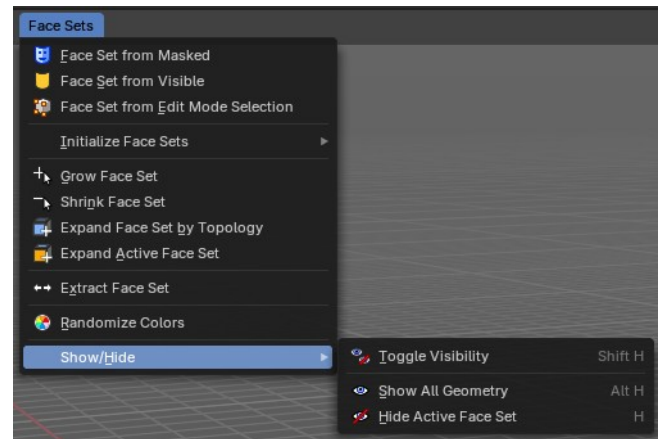 Face Sets
Face Set from Masked
Face Set from Visible
Face Set from Edit Mode Selection
Initialize Face Sets
Grow Face Set
Shrink Face Set
Expand Face Set by Topology
Expand Active Face Set
Extract Face Set
Randomize Colors
Show/Hide
Toggle Visibility Shift H
Show All Geometry Alt H
Hide Active Face Set H